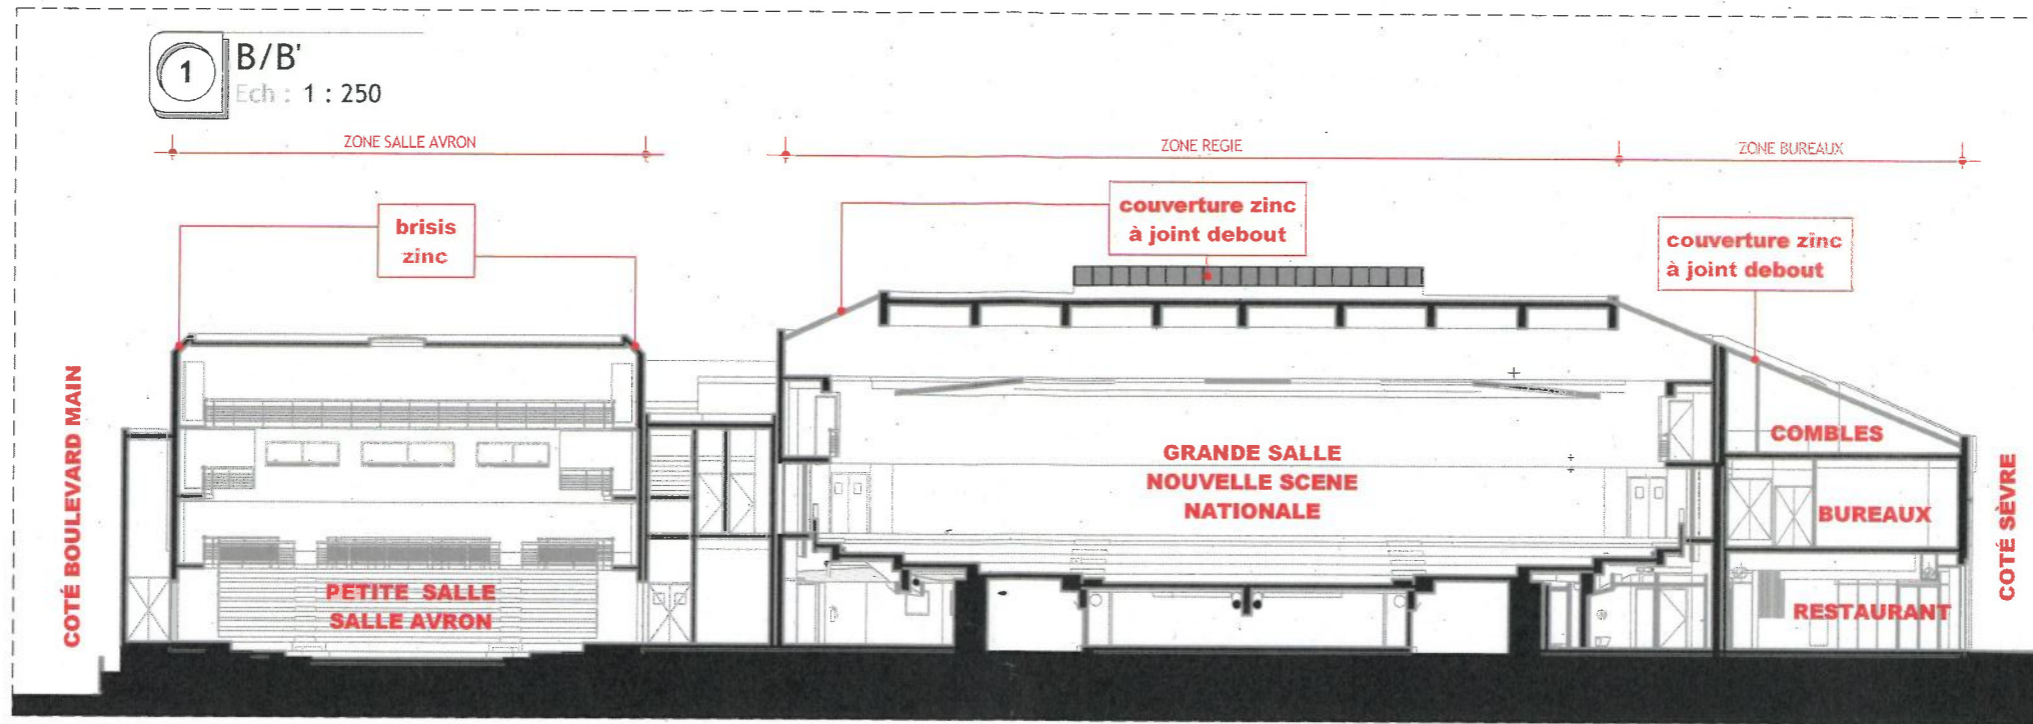 1
B/B'
Ech : 1 : 250
ZONE SALLE AVRON
ZONE REGIE
ZONE BUREAUX
brisis
zinc
couverture zinc
à joint debout
couverture zinc
à joint debout
COTÉ BOULEVARD MAIN
COMBLES
GRANDE SALLE
NOUVELLE SCENE
NATIONALE
BUREAUX
COTÉ SÈVRE
PETITE SALLE
SALLE AVRON
RESTAURANT